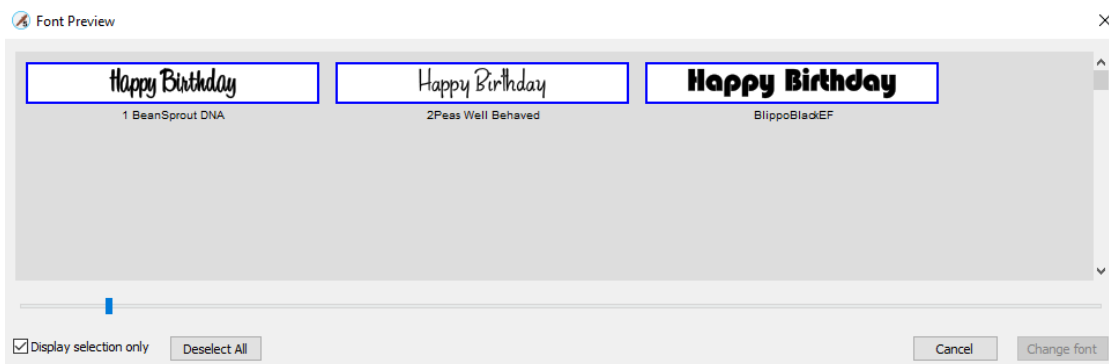 Font Preview
Happy Birthday Happy Birthday Happy Birthday
1 BeanSprout DNA 2Peas Well Behaved BlippoBlackEF
Display selection only Deselect All Cancel Change font